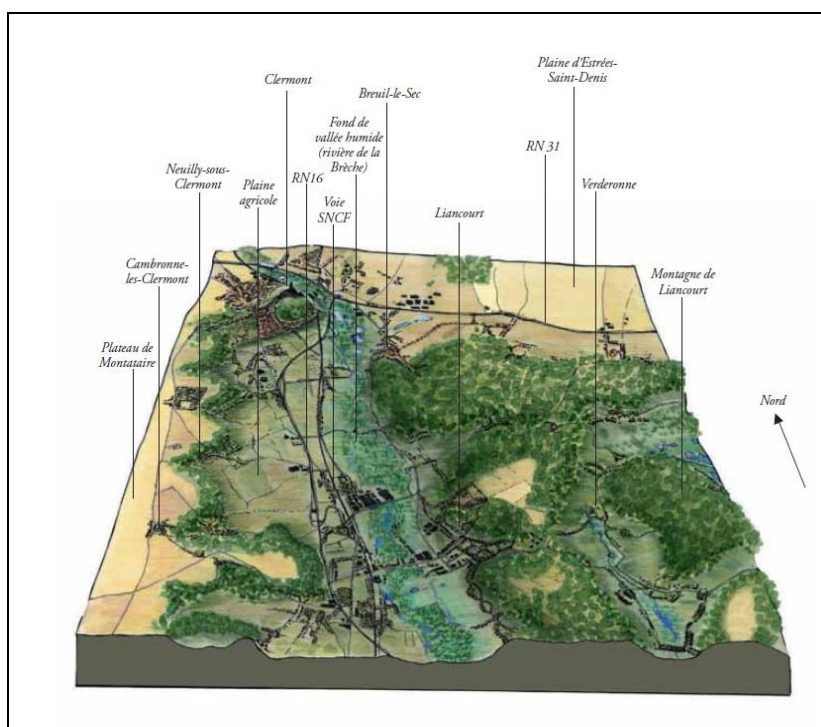 Plaine d'Estrées-
Saint-Denis
Clermont
Breuil-le-Sec
Fond de
vallée humide
(rivière de la
Brèche)
RN 31
Neuilly-sous-
Clermont
Plaine
agricole
RN16
Voie
SNCF
Liancourt
Verderonne
Cambronne-
les-Clermont
Montagne de
Liancourt
Plateau de
Montataire
Nord